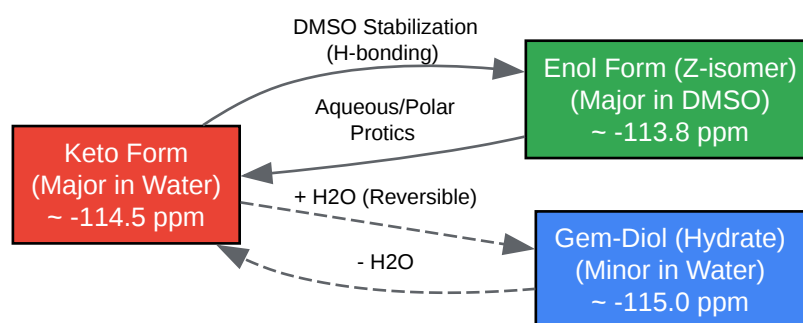 DMSO Stabilization
(H-bonding)
Enol Form (Z-isomer)
(Major in DMSO)
~ -113.8 ppm
Aqueous/Polar
Protics
Keto Form
(Major in Water)
~ -114.5 ppm
+ H2O (Reversible)
- H2O
Gem-Diol (Hydrate)
(Minor in Water)
~ -115.0 ppm